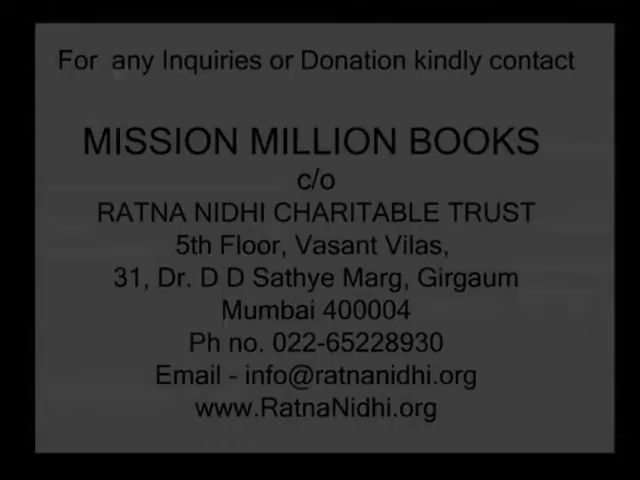 For any Inquiries or Donation kindly contact
MISSION MILLION BOOKS
c/o
RATNA NIDHI CHARITABLE TRUST
5th Floor, Vasant Vilas,
31, Dr. D D Sathye Marg, Girgaum
Mumbai 400004
Ph no. 022-65228930
Email - info@ratnanidhi.org
www.RatnaNidhi.org